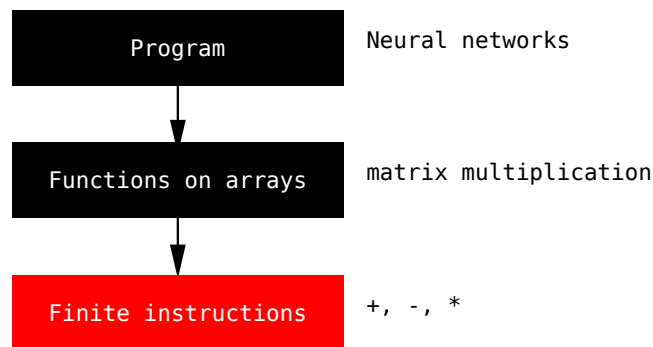 Program
Neural networks
Functions on arrays
matrix multiplication
Finite instructions
+, -, *